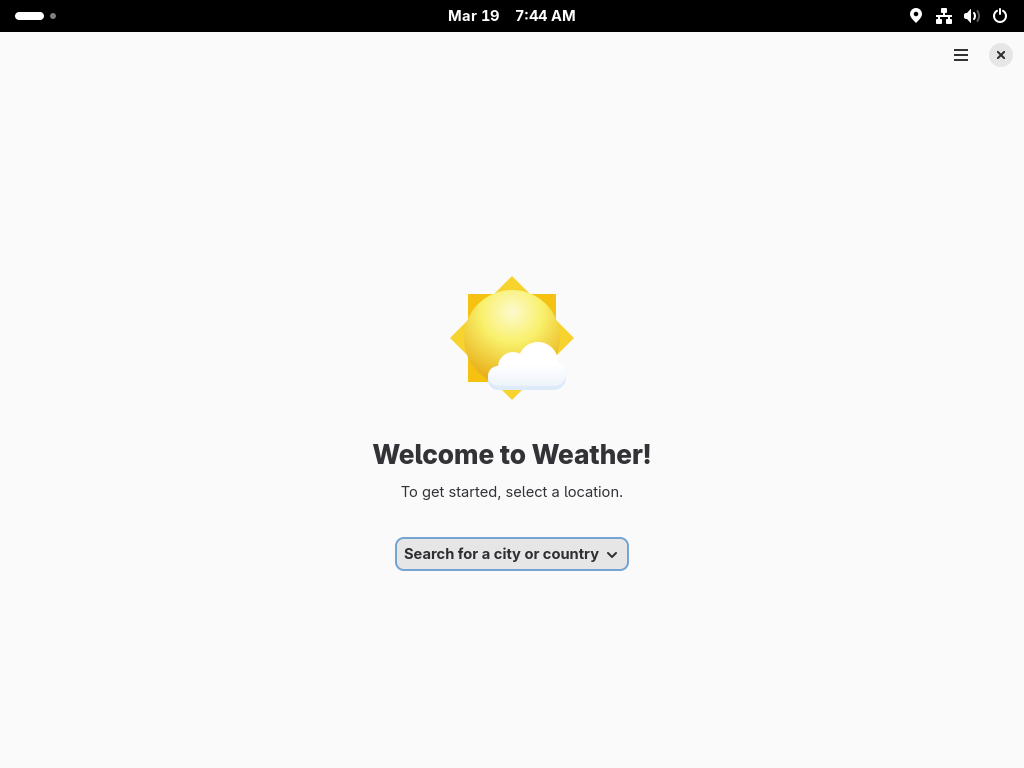 Mar 19 7:44 AM
Welcome to Weather!
To get started, select a location.
Search for a city or country